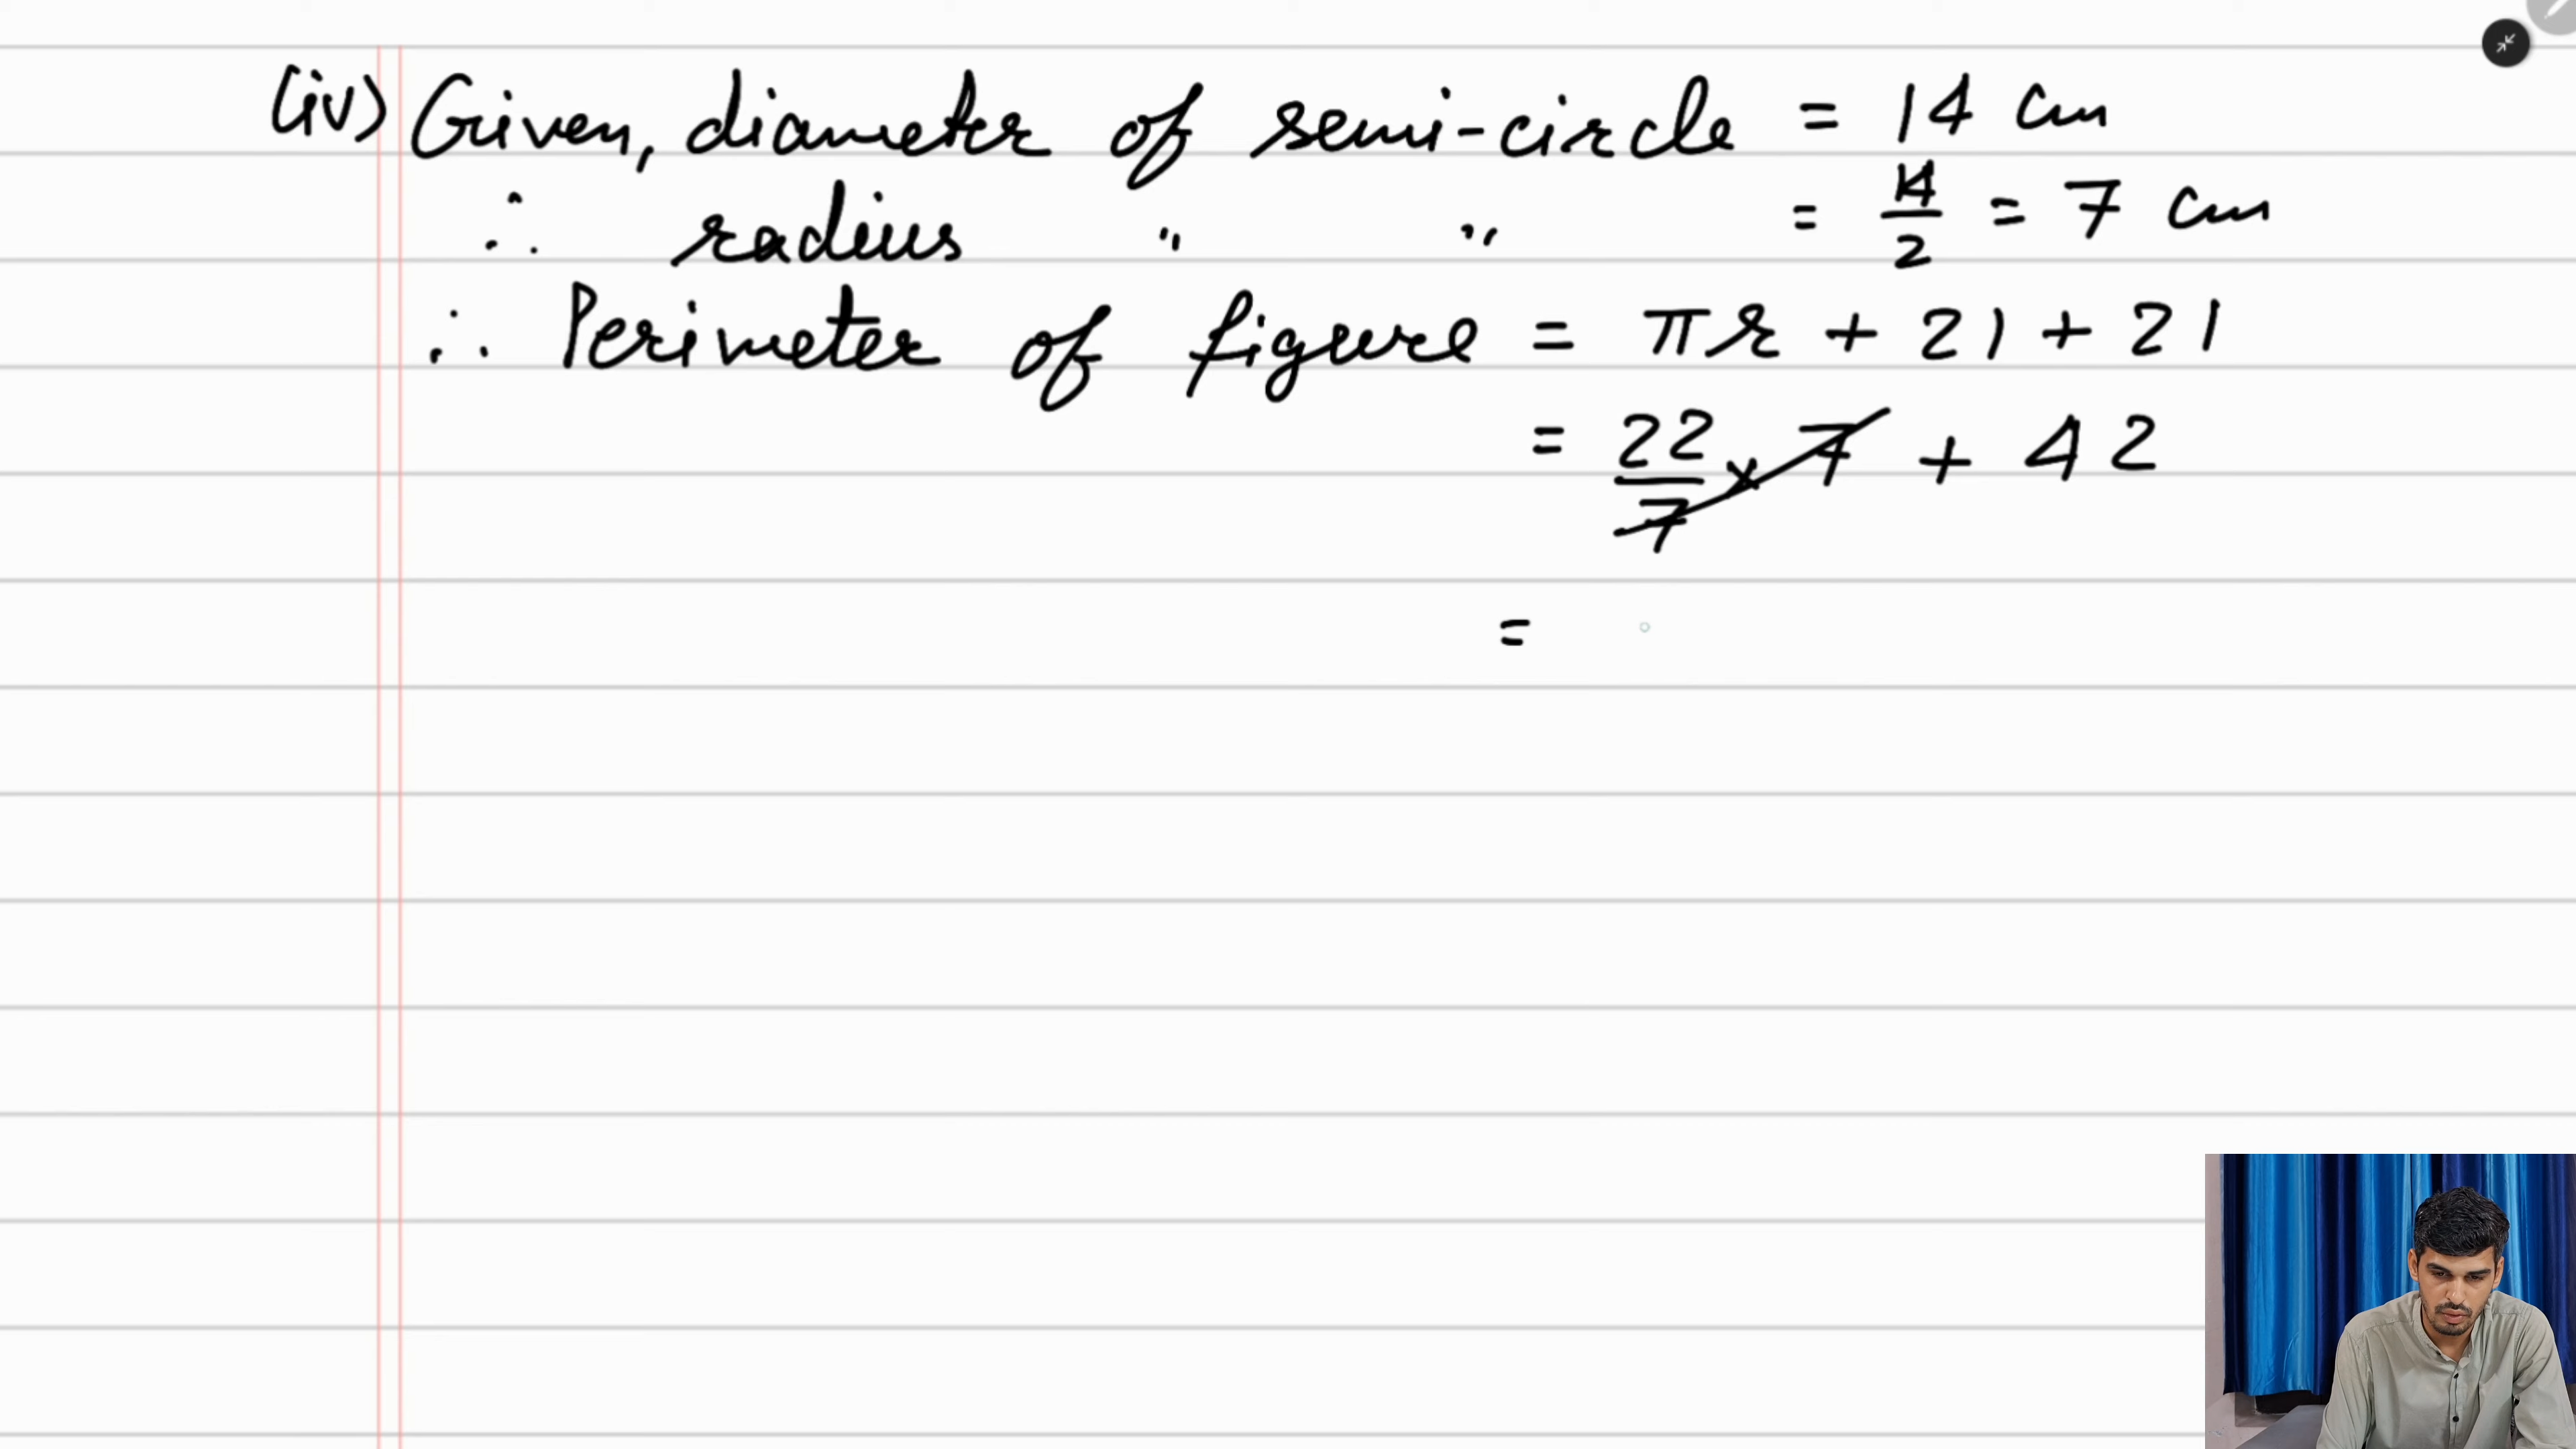 (iv) Given, diameter of semi-circle = 14 cm
∴ radius " " = 14/2 = 7 cm
∴ Perimeter of figure = πr + 21 + 21
= 22/7 × 7 + 42
=